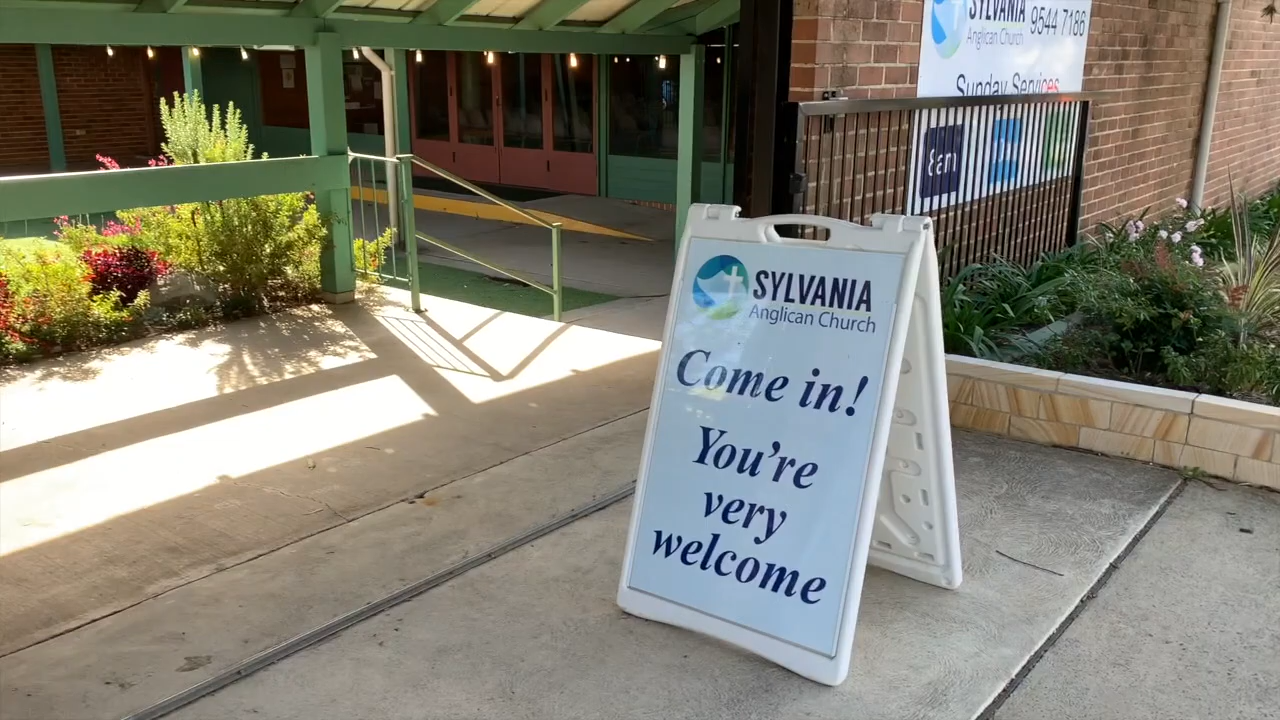 SYLVANIA
Anglican Church
9544 7186
Sunday Services
8am
SYLVANIA
Anglican Church
Come in!
You're
very
welcome